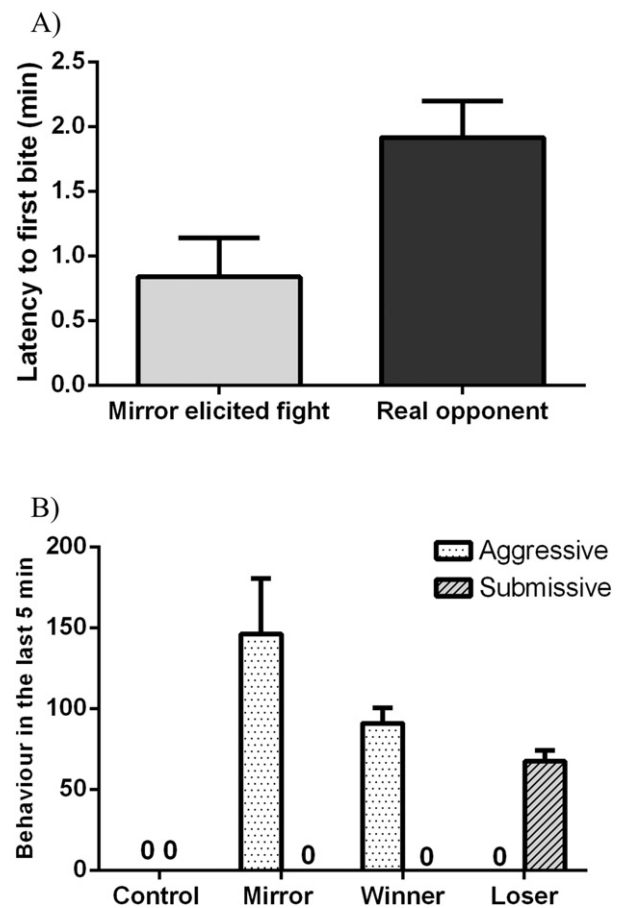 A)
Latency to first bite (min)
2.5
2.0
1.5
1.0
0.5
0.0
Mirror elicited fight
Real opponent
B)
Behaviour in the last 5 min
200
150
100
50
0
Aggressive
Submissive
0 0
0
0
0
Control
Mirror
Winner
Loser